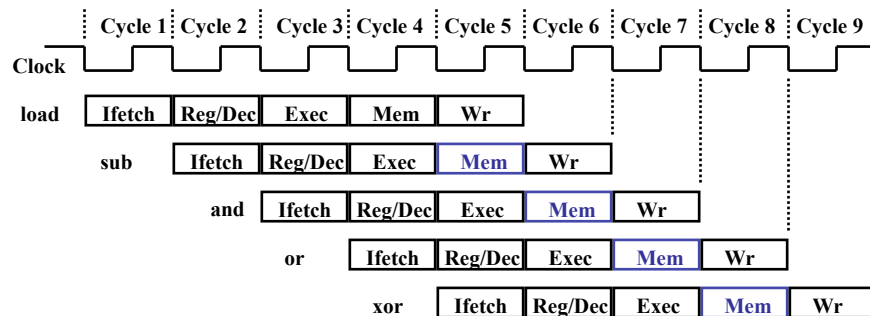 Cycle 1 Cycle 2 Cycle 3 Cycle 4 Cycle 5 Cycle 6 Cycle 7 Cycle 8 Cycle 9
Clock
load Ifetch Reg/Dec Exec Mem Wr
sub Ifetch Reg/Dec Exec Mem Wr
and Ifetch Reg/Dec Exec Mem Wr
or Ifetch Reg/Dec Exec Mem Wr
xor Ifetch Reg/Dec Exec Mem Wr